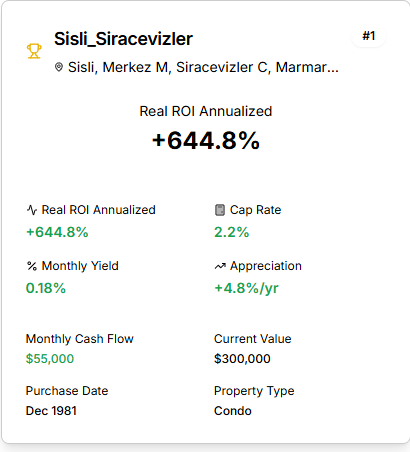 Sisli_Siracevizler
#1
Sisli, Merkez M, Siracevizler C, Marmar...
Real ROI Annualized
+644.8%
Real ROI Annualized
Cap Rate
+644.8%
2.2%
% Monthly Yield
Appreciation
0.18%
+4.8%/yr
Monthly Cash Flow
Current Value
$55,000
$300,000
Purchase Date
Property Type
Dec 1981
Condo